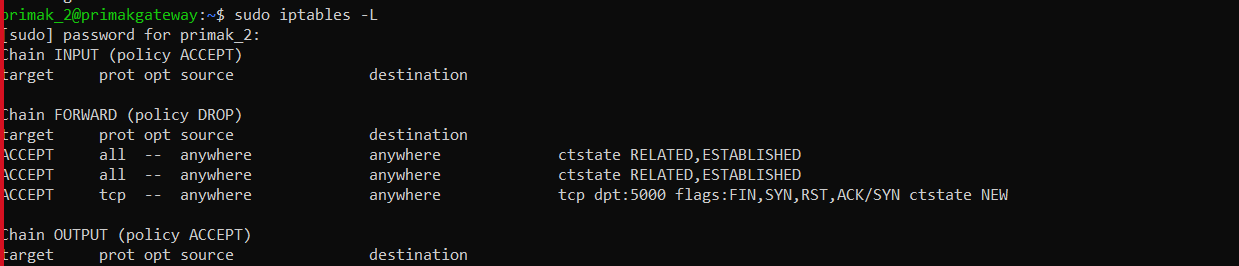 primak_2@primakgateway:~$ sudo iptables -L
[sudo] password for primak_2:
Chain INPUT (policy ACCEPT)
target     prot opt source               destination

Chain FORWARD (policy DROP)
target     prot opt source               destination
ACCEPT     all  --  anywhere             anywhere             ctstate RELATED,ESTABLISHED
ACCEPT     all  --  anywhere             anywhere             ctstate RELATED,ESTABLISHED
ACCEPT     tcp  --  anywhere             anywhere             tcp dpt:5000 flags:FIN,SYN,RST,ACK/SYN ctstate NEW

Chain OUTPUT (policy ACCEPT)
target     prot opt source               destination